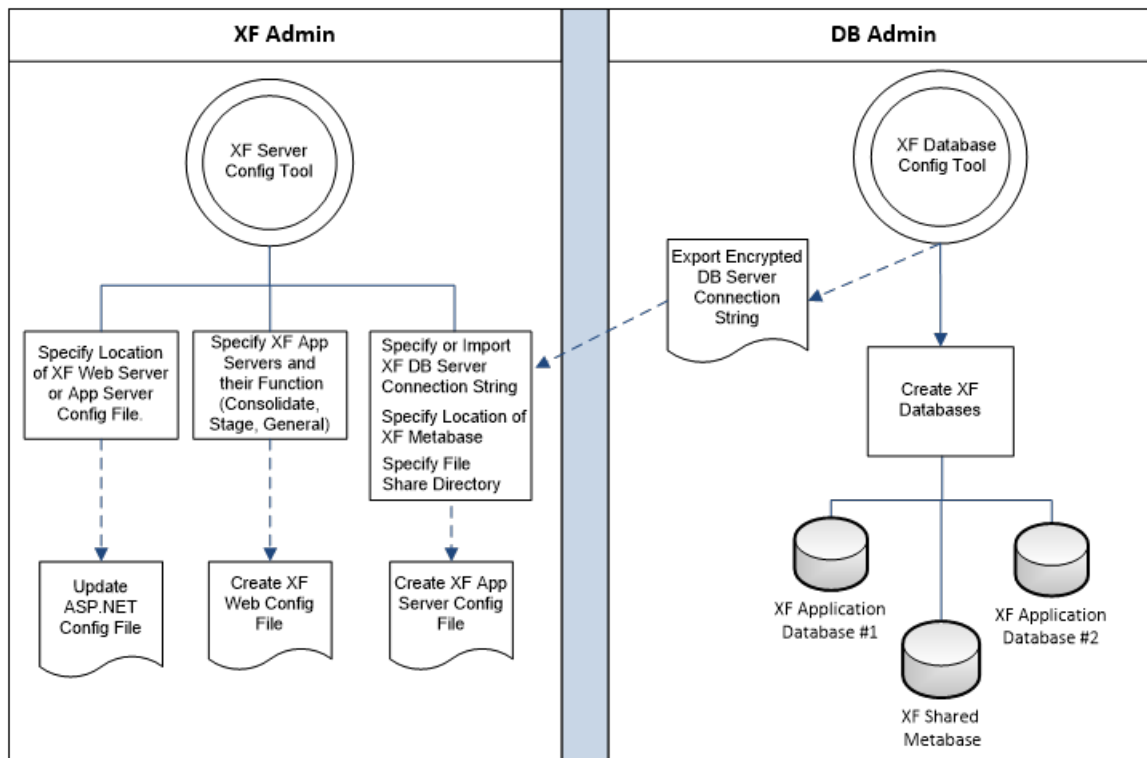 XF Admin
DB Admin
XF Server
Config Tool
XF Database
Config Tool
Export Encrypted
DB Server
Connection
String
Specify Location
of XF Web Server
or App Server
Config File.
Specify XF App
Servers and
their Function
(Consolidate,
Stage, General)
Specify or Import
XF DB Server
Connection String
Specify Location of
XF Metabase
Specify File
Share Directory
Create XF
Databases
Update
ASP.NET
Config File
Create XF
Web Config
File
Create XF App
Server Config
File
XF Application
Database #1
XF Application
Database #2
XF Shared
Metabase